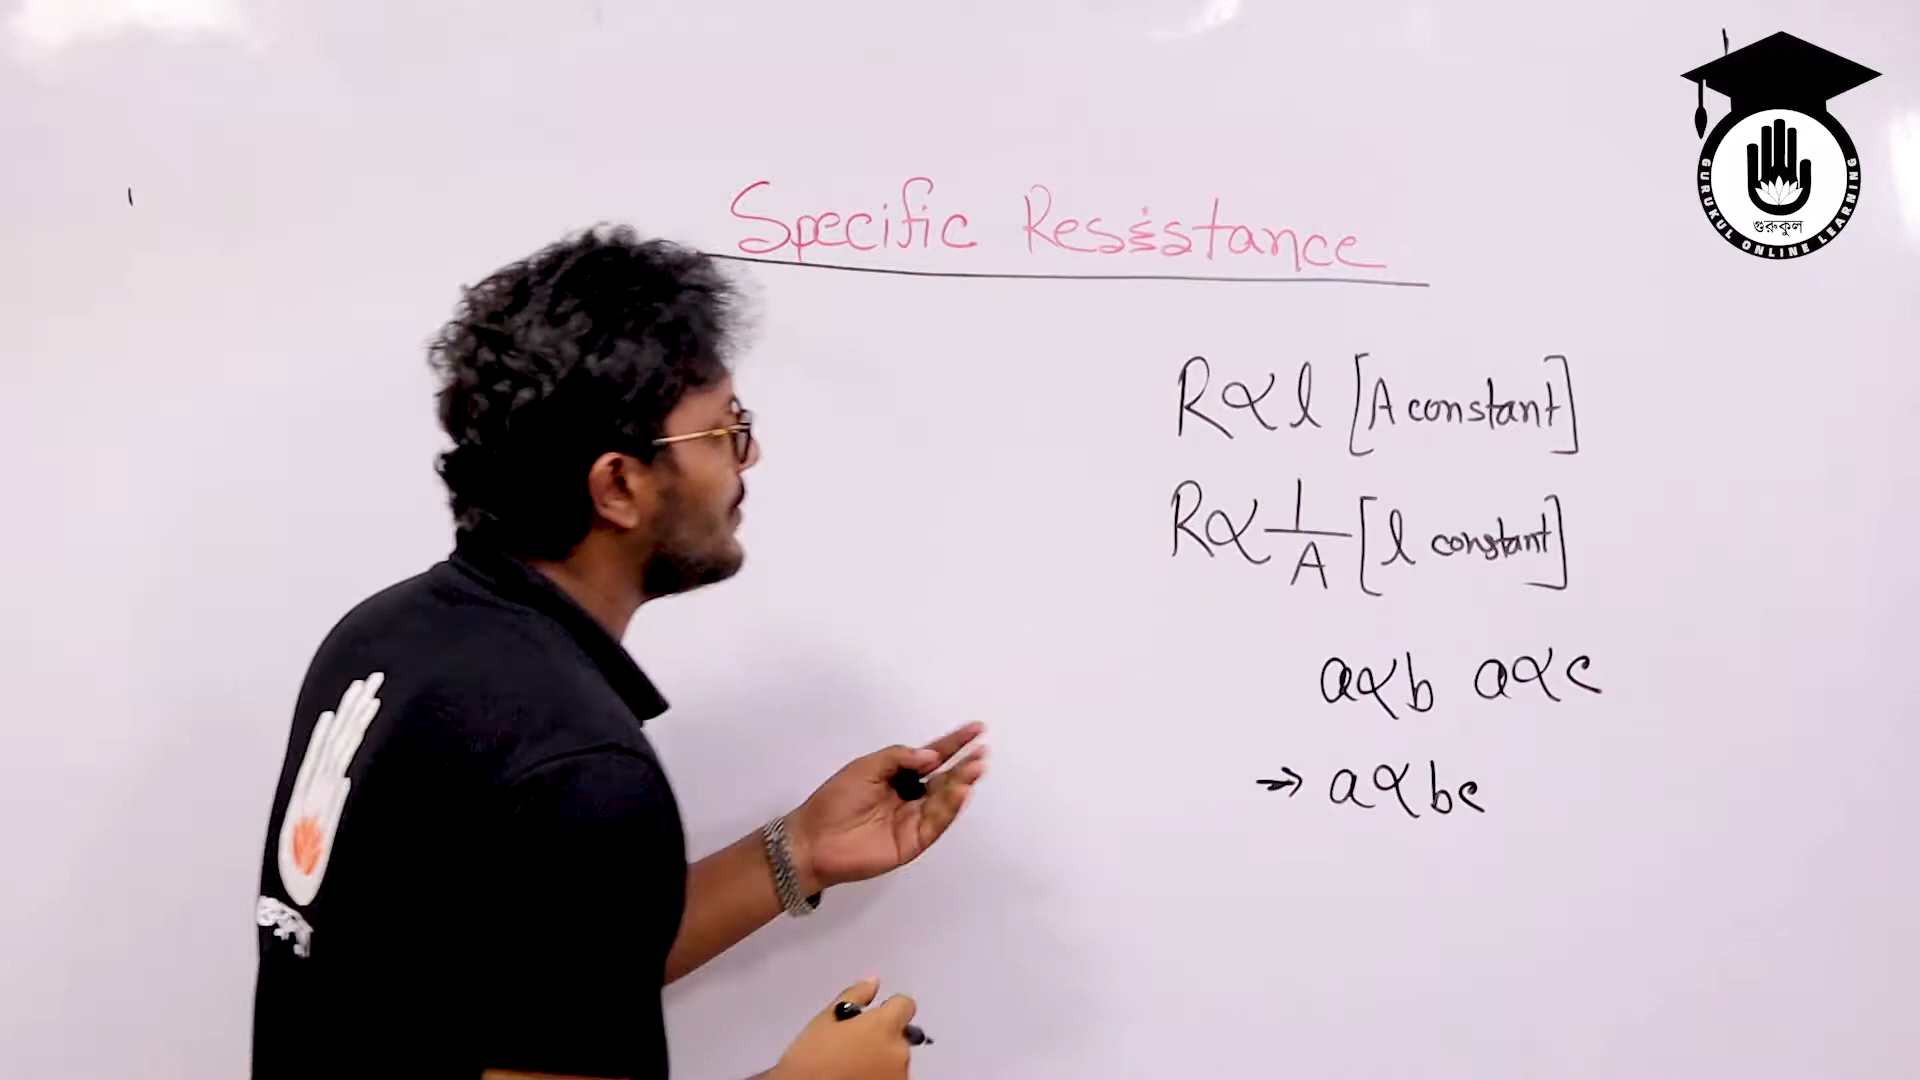 Specific Resistance
R∝l [A constant]
R∝1/A [l constant]
a∝b a∝c
→ a∝bc
GURUKUL ONLINE LEARNING
গুরুকুল